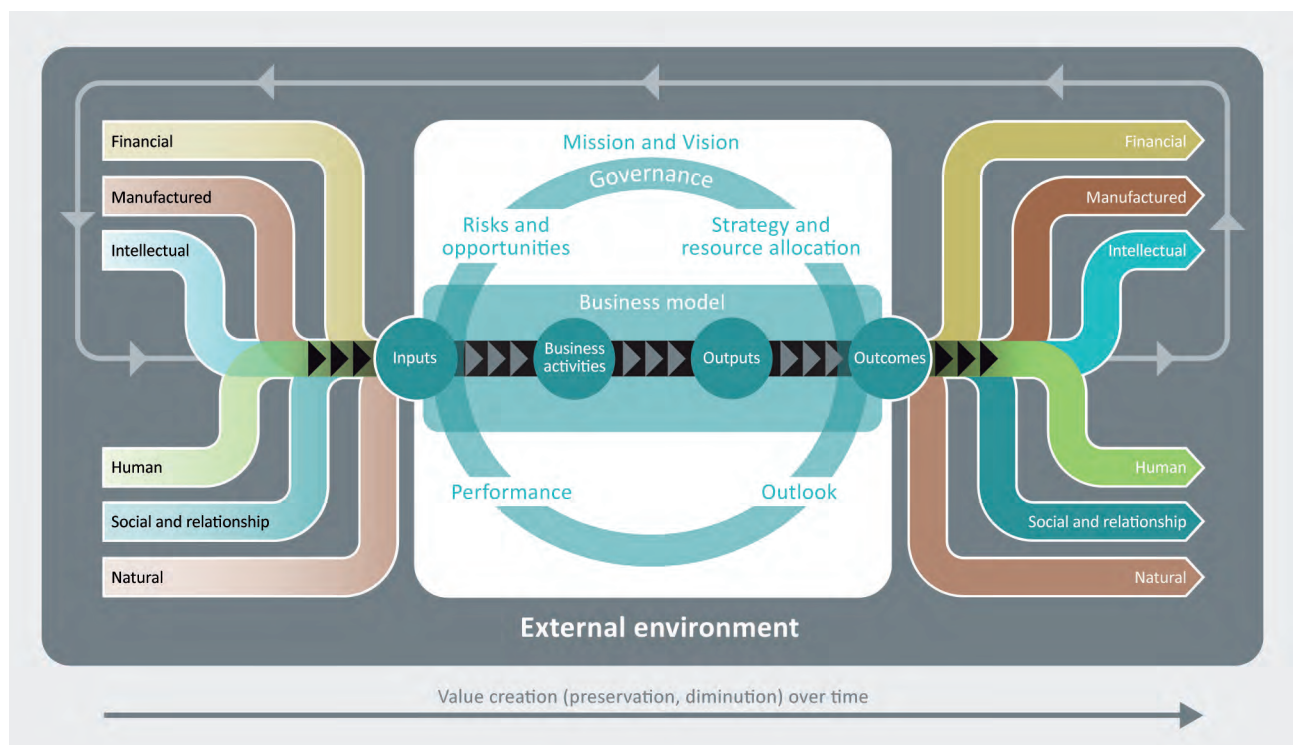 Financial
Manufactured
Intellectual
Human
Social and relationship
Natural
Mission and Vision
Governance
Risks and
opportunities
Strategy and
resource allocation
Business model
Inputs
Business
activities
Outputs
Outcomes
Performance
Outlook
Financial
Manufactured
Intellectual
Human
Social and relationship
Natural
External environment
Value creation (preservation, diminution) over time